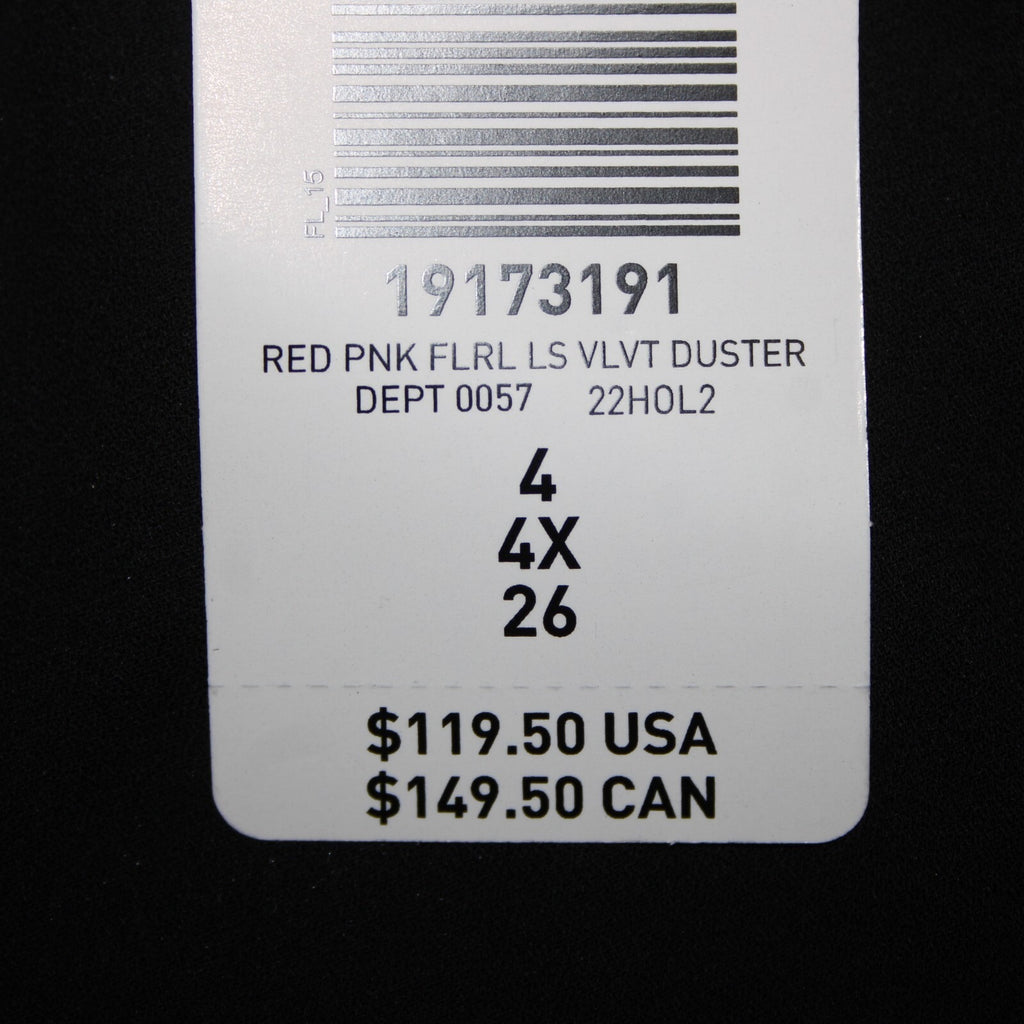 FL_15
19173191
RED PNK FLRL LS VLVT DUSTER
DEPT 0057 22HOL2
4
4X
26
$119.50 USA
$149.50 CAN